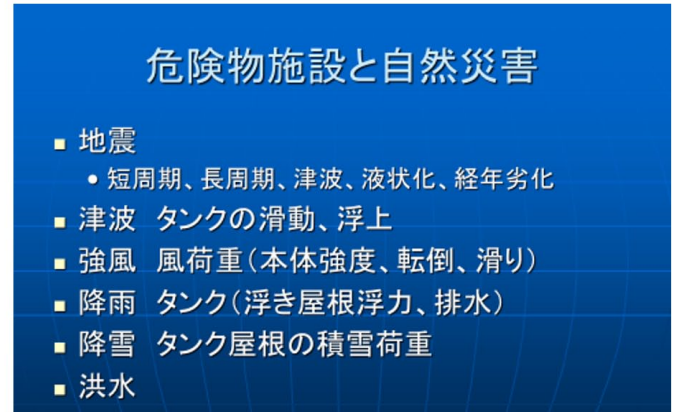 危険物施設と自然災害
■ 地震
• 短周期、長周期、津波、液状化、経年劣化
■ 津波 タンクの滑動、浮上
■ 強風 風荷重(本体強度、転倒、滑り)
■ 降雨 タンク(浮き屋根浮力、排水)
■ 降雪 タンク屋根の積雪荷重
■ 洪水